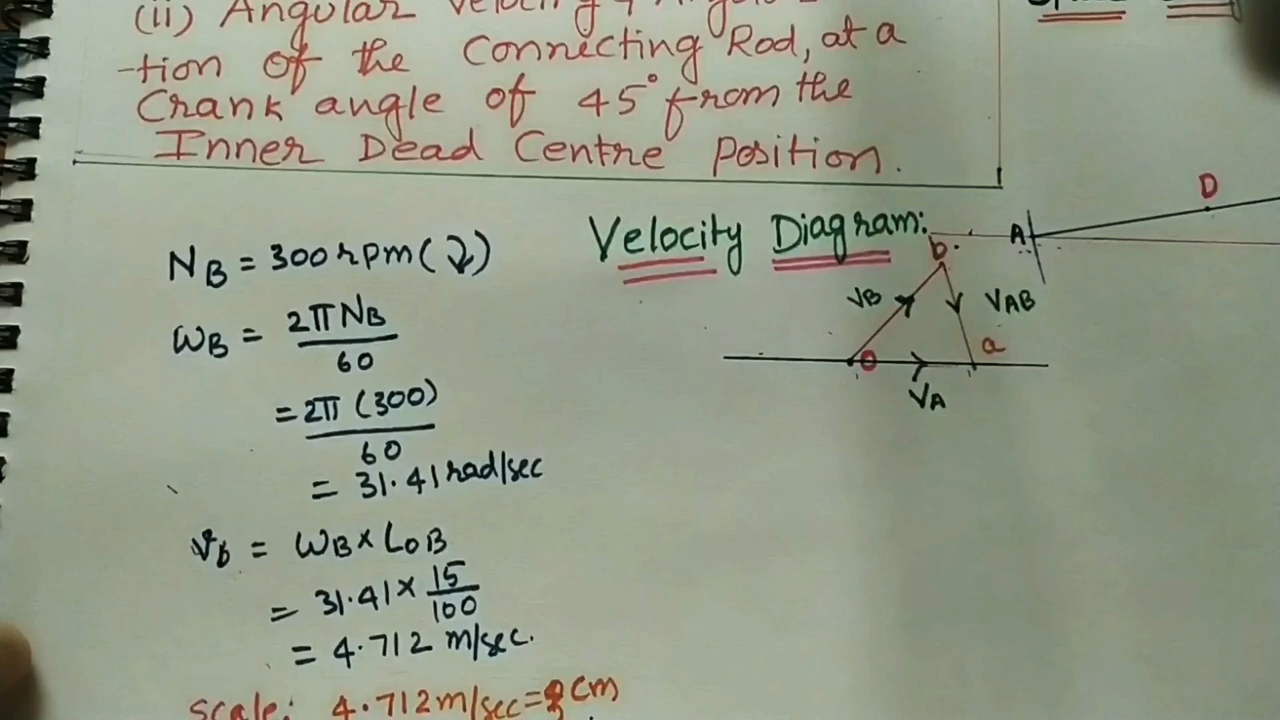 (ii) Angular Velocity
-tion of the Connecting Rod, at a
Crank angle of 45° from the
Inner Dead Centre Position.
NB = 300 rpm (↷)
ωB = 2πNB
60
= 2π (300)
60
= 31.41 rad/sec
Vb = ωB × LOB
= 31.41 × 15
100
= 4.712 m/sec.
scale: 4.712 m/sec = cm
Velocity Diagram:
b
VB
VAB
a
o
VA
A
D